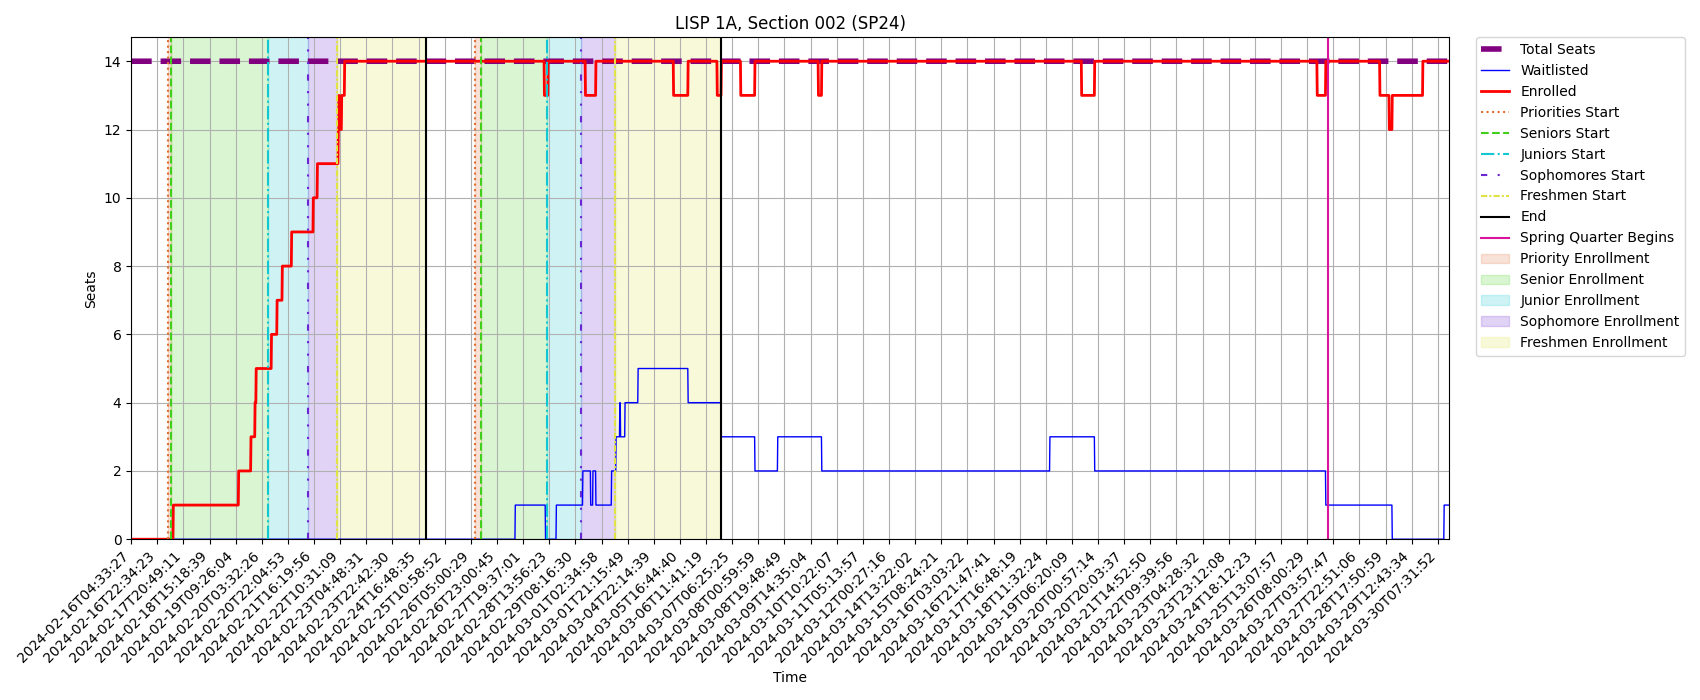 LISP 1A, Section 002 (SP24)
Seats
14
12
10
8
6
4
2
0
2024-02-16T04:33:27
2024-02-16T22:34:23
2024-02-17T20:49:11
2024-02-18T15:18:39
2024-02-19T09:26:04
2024-02-20T03:32:26
2024-02-20T22:04:53
2024-02-21T16:19:56
2024-02-22T10:31:09
2024-02-23T04:48:31
2024-02-23T22:42:30
2024-02-24T16:48:35
2024-02-25T10:58:52
2024-02-26T05:00:29
2024-02-26T23:00:45
2024-02-27T19:37:01
2024-02-28T13:56:23
2024-02-29T08:16:30
2024-03-01T02:34:58
2024-03-01T21:15:49
2024-03-04T22:14:39
2024-03-05T16:44:40
2024-03-06T11:41:19
2024-03-07T06:25:25
2024-03-08T00:59:59
2024-03-08T19:48:49
2024-03-09T14:35:04
2024-03-10T10:22:07
2024-03-11T05:13:57
2024-03-12T00:27:16
2024-03-14T13:22:02
2024-03-15T08:24:21
2024-03-16T03:03:22
2024-03-16T21:47:41
2024-03-17T16:48:19
2024-03-18T11:32:24
2024-03-19T06:20:09
2024-03-20T00:57:14
2024-03-20T20:03:37
2024-03-21T14:52:50
2024-03-22T09:39:56
2024-03-23T04:28:32
2024-03-23T23:12:08
2024-03-24T18:12:23
2024-03-25T13:07:57
2024-03-26T08:00:29
2024-03-27T03:57:47
2024-03-27T22:51:06
2024-03-28T17:50:59
2024-03-29T12:43:34
2024-03-30T07:31:52
Time
Total Seats
Waitlisted
Enrolled
Priorities Start
Seniors Start
Juniors Start
Sophomores Start
Freshmen Start
End
Spring Quarter Begins
Priority Enrollment
Senior Enrollment
Junior Enrollment
Sophomore Enrollment
Freshmen Enrollment